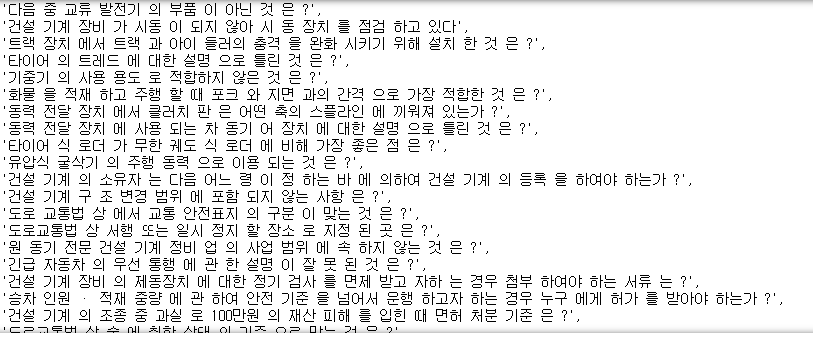 '다음 중 교류 발전기 의 부품 이 아닌 것 은 ?',
'건설 기계 장비 가 시동 이 되지 않아 시 동 장치 를 점검 하고 있다',
'트랙 장치 에서 트랙 과 아이 들러의 충격 을 완화 시키기 위해 설치 한 것 은 ?',
'타이어 의 트레드 에 대한 설명 으로 틀린 것 은 ?',
'기중기 의 사용 용도 로 적합하지 않은 것 은 ?',
'화물 을 적재 하고 주행 할 때 포크 와 지면 과의 간격 으로 가장 적합한 것 은 ?',
'동력 전달 장치 에서 클러치 판 은 어떤 축의 스플라인 에 끼워져 있는가 ?',
'동력 전달 장치 에 사용 되는 차 동기 어 장치 에 대한 설명 으로 틀린 것 은 ?',
'타이어 식 로더 가 무한 궤도 식 로더 에 비해 가장 좋은 점 은 ?',
'유압식 굴삭기 의 주행 동력 으로 이용 되는 것 은 ?',
'건설 기계 의 소유자 는 다음 어느 령 이 정 하는 바 에 의하여 건설 기계 의 등록 을 하여야 하는가 ?',
'건설 기계 구 조 변경 범위 에 포함 되지 않는 사항 은 ?',
'도로 교통법 상 에서 교통 안전표지 의 구분 이 맞는 것 은 ?',
'도로교통법 상 서행 또는 일시 정지 할 장소 로 지정 된 곳 은 ?',
'원 동기 전문 건설 기계 정비 업 의 사업 범위 에 속 하지 않는 것 은 ?',
'긴급 자동차 의 우선 통행 에 관 한 설명 이 잘 못 된 것 은 ?',
'건설 기계 장비 의 제동장치 에 대한 정기 검사 를 면제 받고 자하 는 경우 첨부 하여야 하는 서류 는 ?',
'승차 인원 · 적재 중량 에 관 하여 안전 기준 을 넘어서 운행 하고자 하는 경우 누구 에게 허가 를 받아야 하는가 ?',
'건설 기계 의 조종 중 과실 로 100만원 의 재산 피해 를 입힌 때 면허 처분 기준 은 ?',
'도로교통법 상 술 에 취한 상태 의 기준 으로 맞는 것 은 ?',